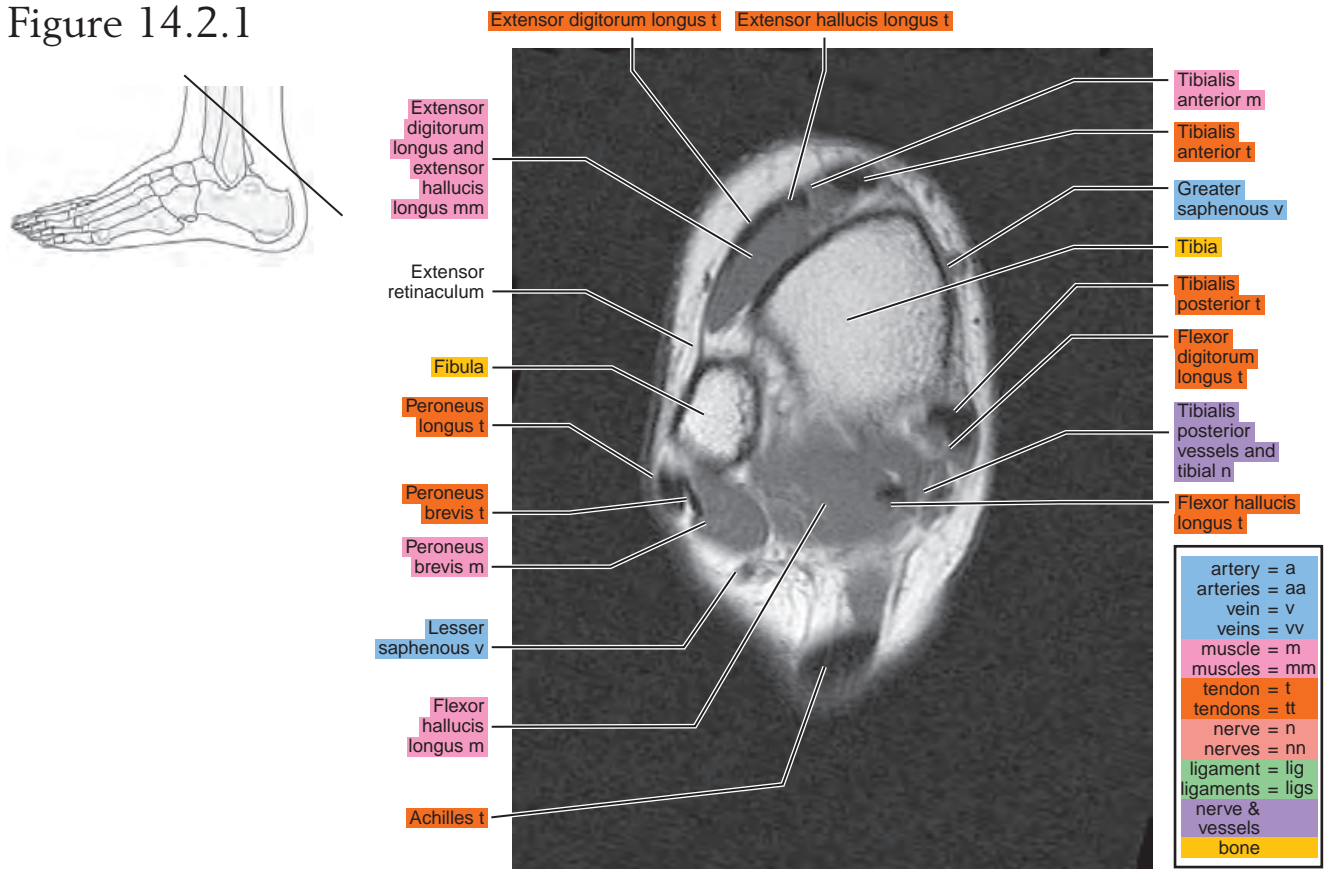 Figure 14.2.1
Extensor digitorum longus t
Extensor hallucis longus t
Extensor
digitorum
longus and
extensor
hallucis
longus mm
Extensor
retinaculum
Fibula
Peroneus
longus t
Peroneus
brevis t
Peroneus
brevis m
Lesser
saphenous v
Flexor
hallucis
longus m
Achilles t
Tibialis
anterior m
Tibialis
anterior t
Greater
saphenous v
Tibia
Tibialis
posterior t
Flexor
digitorum
longus t
Tibialis
posterior
vessels and
tibial n
Flexor hallucis
longus t
artery = a
arteries = aa
vein = v
veins = vv
muscle = m
muscles = mm
tendon = t
tendons = tt
nerve = n
nerves = nn
ligament = lig
ligaments = ligs
nerve &
vessels
bone